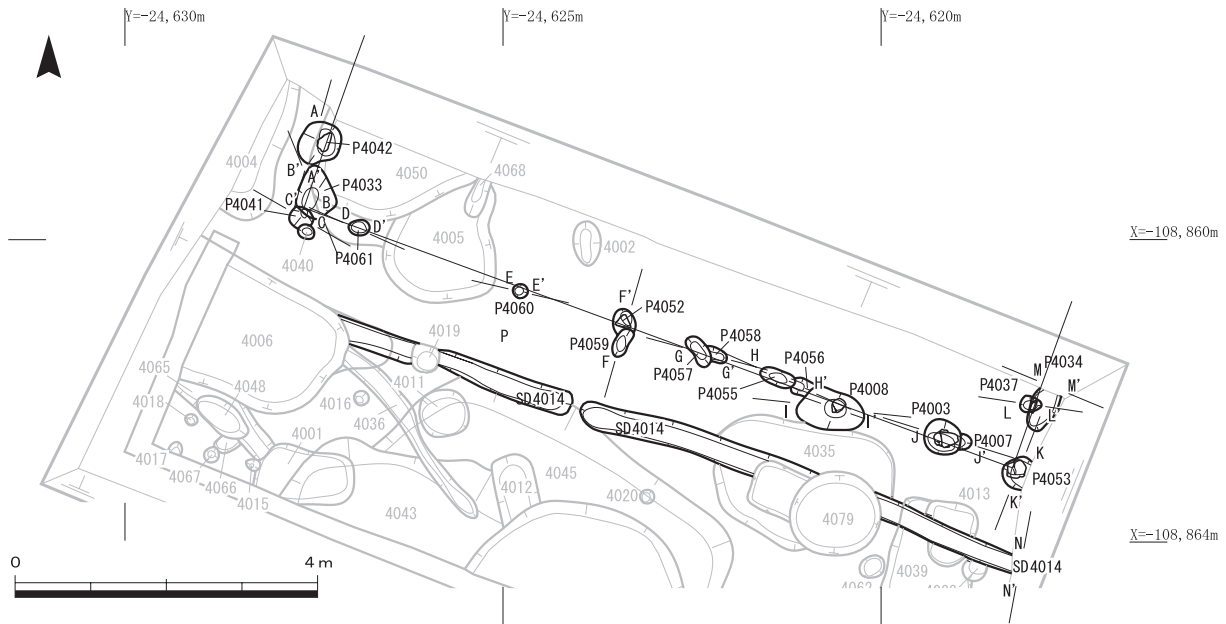 Y=-24,630m
Y=-24,625m
Y=-24,620m
A
P4042
4004
B'
A'
P4033
4050
4068
C'
B
P4041
C
D
D'
4005
4002
X=-108,860m
4040
P4061
E
E'
P4060
F'
P4052
P
P4059
F
4019
4006
P4058
G
G'
P4057
H
P4056
H'
P4055
P4008
I
I
P4034
M
M'
P4037
L
L'
4065
4048
4011
SD4014
4018
4016
4036
SD4014
P4003
J
P4007
J'
K
P4053
K'
4001
4035
4017
4067
4066
4015
4045
4012
4020
4013
4043
4079
X=-108,864m
N
SD4014
4039
N'
0
4m